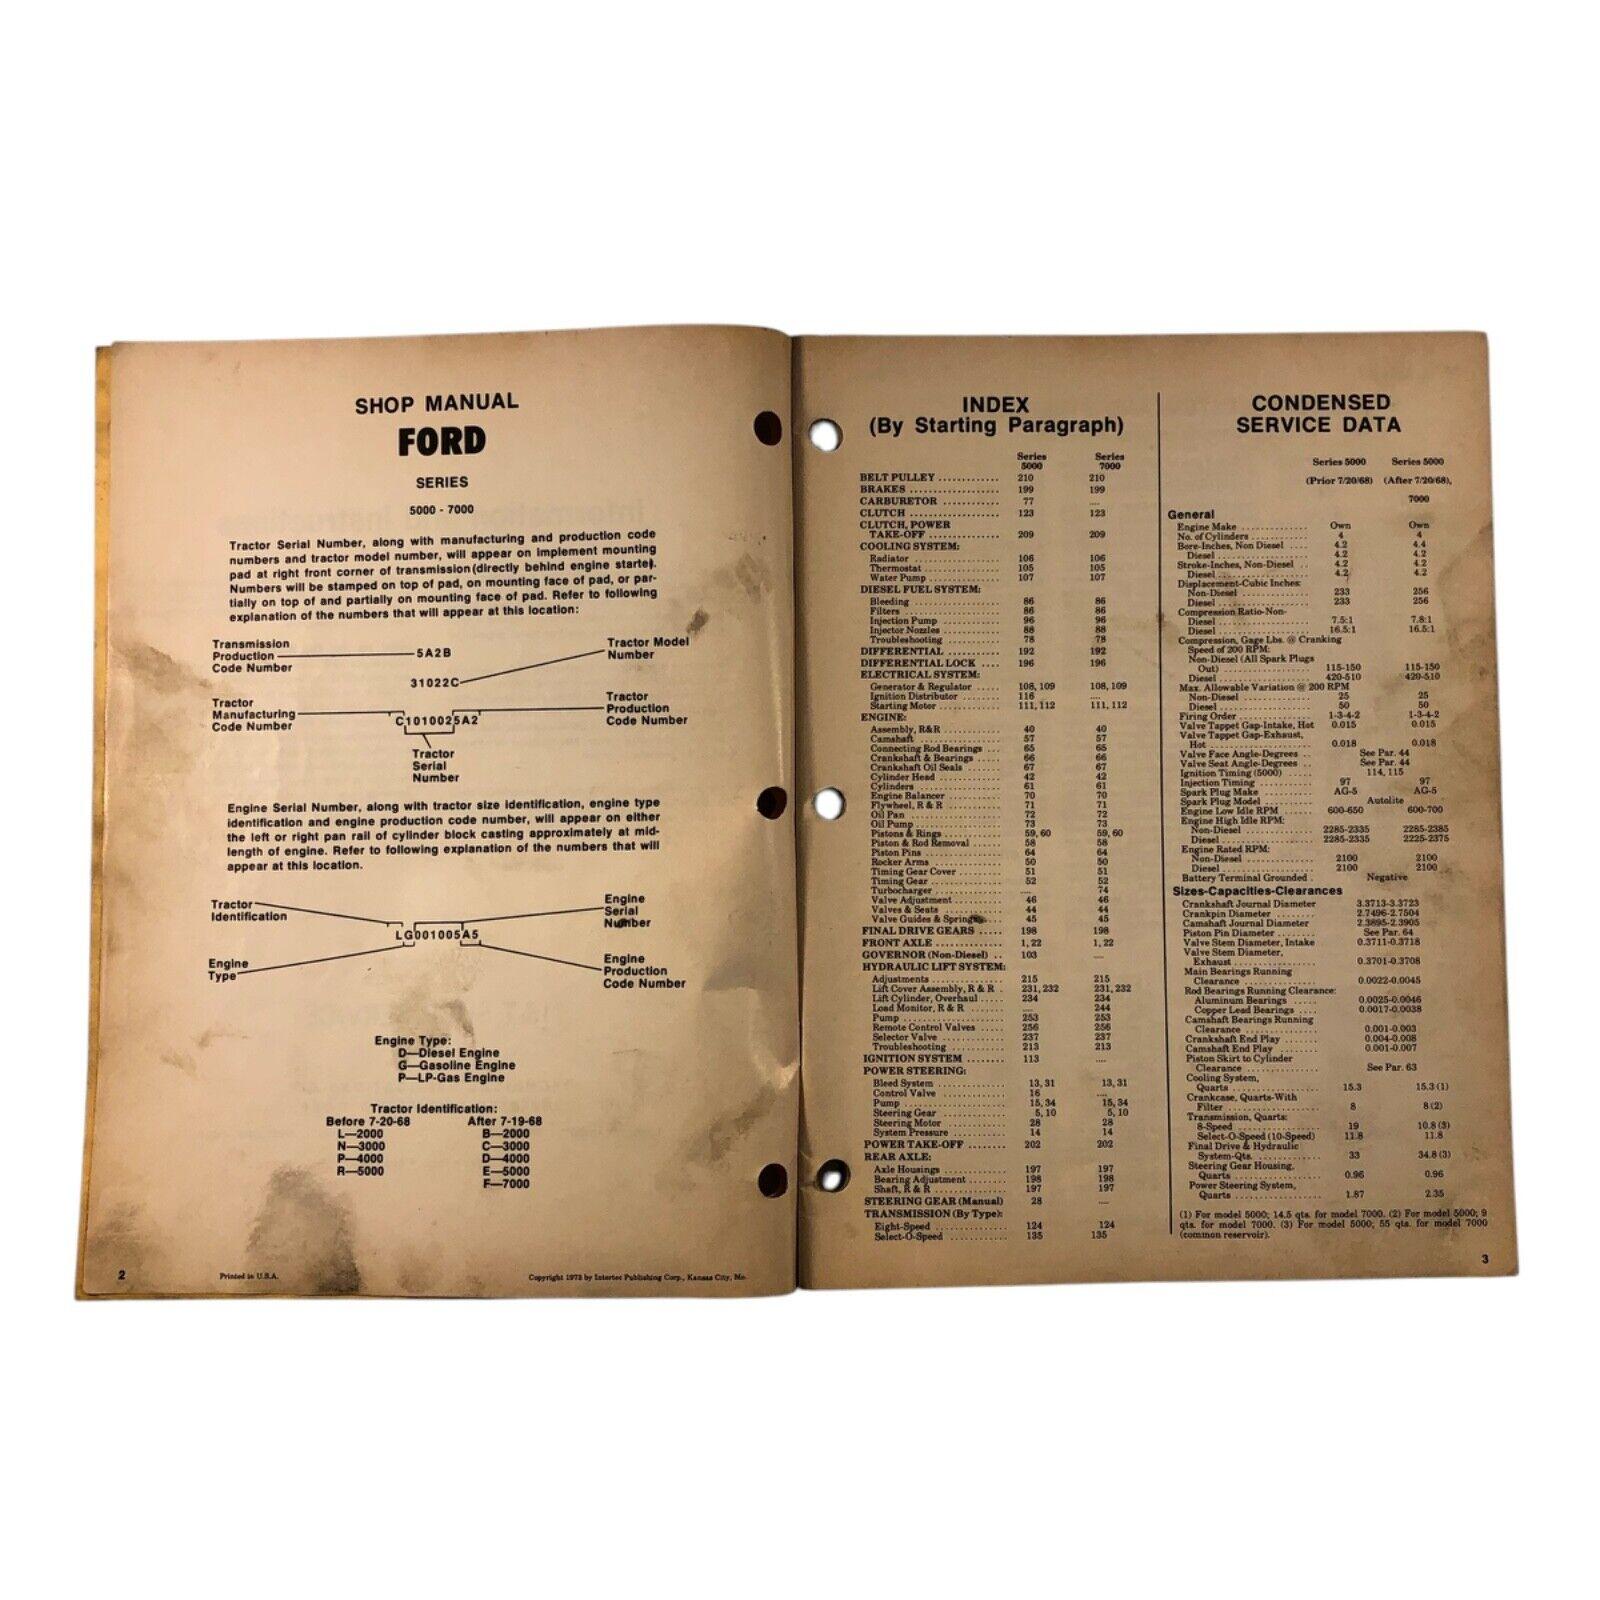 SHOP MANUAL
FORD
SERIES
5000 - 7000
Tractor Serial Number, along with manufacturing and production code
numbers and tractor model number, will appear on implement mounting
pad at right front corner of transmission (directly behind engine starter).
Numbers will be stamped on top of pad, on mounting face of pad, or par-
tially on top of and partially on mounting face of pad. Refer to following
explanation of the numbers that will appear at this location:
Transmission
Production
Code Number
5A2B
Tractor Model
Number
31022C
Tractor
Manufacturing
Code Number
C1010025A2
Tractor
Production
Code Number
Tractor
Serial
Number
Engine Serial Number, along with tractor size identification, engine type
identification and engine production code number, will appear on either
the left or right pan rail of cylinder block casting approximately at mid-
length of engine. Refer to following explanation of the numbers that will
appear at this location.
Tractor
Identification
Engine
Serial
Number
LG001005A5
Engine
Type
Engine
Production
Code Number
Engine Type:
D—Diesel Engine
G—Gasoline Engine
P—LP-Gas Engine
Tractor Identification:
Before 7-20-68 After 7-19-68
L—2000 B—2000
N—3000 C—3000
P—4000 D—4000
R—5000 E—5000
F—7000
2 Printed in U.S.A. Copyright 1973 by Intertec Publishing Corp., Kansas City, Mo.
INDEX
(By Starting Paragraph)
Series Series
5000 7000
BELT PULLEY ............. 210 210
BRAKES ................... 199 199
CARBURETOR ............ 77 ....
CLUTCH ................... 123 123
CLUTCH, POWER
TAKE-OFF ............... 209 209
COOLING SYSTEM:
Radiator ................. 106 106
Thermostat .............. 105 105
Water Pump ............. 107 107
DIESEL FUEL SYSTEM:
Bleeding ................. 86 86
Filters ................... 86 86
Injection Pump .......... 96 96
Injector Nozzles ......... 88 88
Troubleshooting ......... 78 78
DIFFERENTIAL ............ 192 192
DIFFERENTIAL LOCK .... 196 196
ELECTRICAL SYSTEM:
Generator & Regulator ..... 108, 109 108, 109
Ignition Distributor ........ 116 ....
Starting Motor ............ 111, 112 111, 112
ENGINE:
Assembly, R&R ........... 40 40
Camshaft ................ 57 57
Connecting Rod Bearings ... 65 65
Crankshaft & Bearings ..... 66 66
Crankshaft Oil Seals ...... 67 67
Cylinder Head ............ 42 42
Cylinders ................ 61 61
Engine Balancer .......... 70 70
Flywheel, R & R .......... 71 71
Oil Pan .................. 72 72
Oil Pump ................ 73 73
Pistons & Rings ........... 59, 60 59, 60
Piston & Rod Removal ..... 58 58
Piston Pins ............... 64 64
Rocker Arms ............. 50 50
Timing Gear Cover ........ 51 51
Timing Gear .............. 52 52
Turbocharger ............. .... 74
Valve Adjustment ......... 46 46
Valves & Seats ............ 44 44
Valve Guides & Springs .... 45 45
FINAL DRIVE GEARS ..... 198 198
FRONT AXLE ............. 1, 22 1, 22
GOVERNOR (Non-Diesel) .. 103 ....
HYDRAULIC LIFT SYSTEM:
Adjustments .............. 215 215
Lift Cover Assembly, R & R . 231, 232 231, 232
Lift Cylinder, Overhaul ..... 234 234
Load Monitor, R & R ....... .... 244
Pump .................... 253 253
Remote Control Valves ..... 256 256
Selector Valve ............ 237 237
Troubleshooting .......... 213 213
IGNITION SYSTEM ........ 113 ....
POWER STEERING:
Bleed System ............. 13, 31 13, 31
Control Valve ............. 16 ....
Pump .................... 15, 34 15, 34
Steering Gear ............. 5, 10 5, 10
Steering Motor ............ 28 28
System Pressure ........... 14 14
POWER TAKE-OFF ........ 202 202
REAR AXLE:
Axle Housings ............ 197 197
Bearing Adjustment ....... 198 198
Shaft, R & R .............. 197 197
STEERING GEAR (Manual) 28 ....
TRANSMISSION (By Type):
Eight-Speed .............. 124 124
Select-O-Speed ............ 135 135
CONDENSED
SERVICE DATA
Series 5000 Series 5000
(Prior 7/20/68) (After 7/20/68),
7000
General
Engine Make ............. Own Own
No. of Cylinders .......... 4 4
Bore-Inches, Non Diesel .... 4.2 4.4
Diesel .................. 4.2 4.2
Stroke-Inches, Non-Diesel .. 4.2 4.2
Diesel .................. 4.2 4.2
Displacement-Cubic Inches:
Non-Diesel .............. 233 256
Diesel .................. 233 256
Compression Ratio-Non-
Diesel .................. 7.5:1 7.8:1
Diesel .................. 16.5:1 16.5:1
Compression, Gage Lbs. @ Cranking
Speed of 200 RPM:
Non-Diesel (All Spark Plugs
Out) .................. 115-150 115-150
Diesel .................. 420-510 420-510
Max. Allowable Variation @ 200 RPM
Non-Diesel .............. 25 25
Diesel .................. 50 50
Firing Order .............. 1-3-4-2 1-3-4-2
Valve Tappet Gap-Intake, Hot 0.015 0.015
Valve Tappet Gap-Exhaust,
Hot .................... 0.018 0.018
Valve Face Angle-Degrees .. See Par. 44
Valve Seat Angle-Degrees .. See Par. 44
Ignition Timing (5000) ..... 114, 115
Injection Timing .......... 97 97
Spark Plug Make .......... AG-5 AG-5
Spark Plug Model ......... Autolite
Engine Low Idle RPM ..... 600-650 600-700
Engine High Idle RPM:
Non-Diesel .............. 2285-2335 2285-2385
Diesel .................. 2285-2335 2225-2375
Engine Rated RPM:
Non-Diesel .............. 2100 2100
Diesel .................. 2100 2100
Battery Terminal Grounded . Negative
Sizes-Capacities-Clearances
Crankshaft Journal Diameter 3.3713-3.3723
Crankpin Diameter ........ 2.7496-2.7504
Camshaft Journal Diameter 2.3895-2.3905
Piston Pin Diameter ........ See Par. 64
Valve Stem Diameter, Intake 0.3711-0.3718
Valve Stem Diameter,
Exhaust ................ 0.3701-0.3708
Main Bearings Running
Clearance .............. 0.0022-0.0045
Rod Bearings Running Clearance:
Aluminum Bearings ..... 0.0025-0.0046
Copper Lead Bearings .... 0.0017-0.0038
Camshaft Bearings Running
Clearance .............. 0.001-0.003
Crankshaft End Play ....... 0.004-0.008
Camshaft End Play ........ 0.001-0.007
Piston Skirt to Cylinder
Clearance .............. See Par. 63
Cooling System,
Quarts ................. 15.3 15.3 (1)
Crankcase, Quarts-With
Filter .................. 8 8 (2)
Transmission, Quarts:
8-Speed ................. 19 10.8 (3)
Select-O-Speed (10-Speed) 11.8 11.8
Final Drive & Hydraulic
System-Qts. ............ 33 34.8 (3)
Steering Gear Housing,
Quarts ................. 0.96 0.96
Power Steering System,
Quarts ................. 1.87 2.35
(1) For model 5000; 14.5 qts. for model 7000. (2) For model 5000; 9
qts. for model 7000. (3) For model 5000; 55 qts. for model 7000
(common reservoir).
3